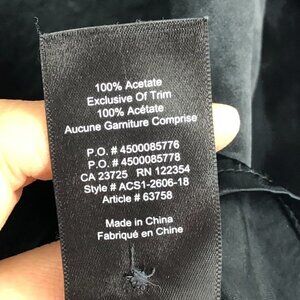 100% Acetate
Exclusive Of Trim
100% Acétate
Aucune Garniture Comprise
P.O. # 4500085776
P.O. # 4500085778
CA 23725 RN 122354
Style # ACS1-2606-18
Article # 63758
Made in China
Fabriqué en Chine